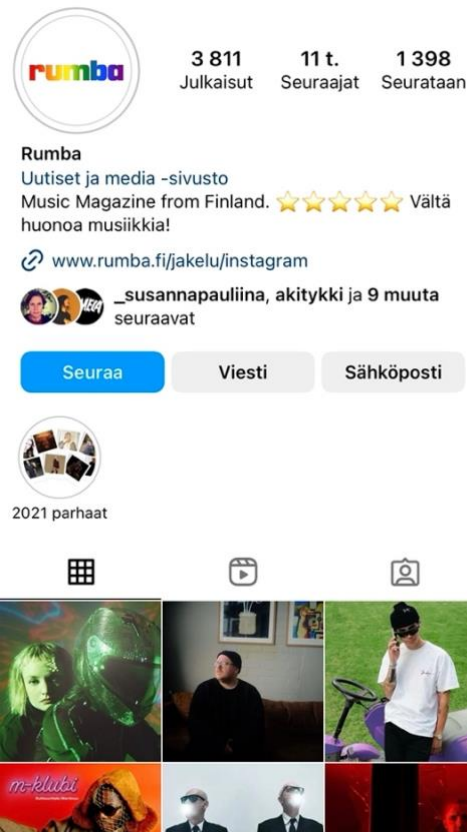 rumba
3 811 11 t. 1 398
Julkaisut Seuraajat Seurataan
Rumba
Uutiset ja media -sivusto
Music Magazine from Finland. ⭐⭐⭐⭐⭐ Vältä
huonoa musiikkia!
www.rumba.fi/jakelu/instagram
_susannapauliina, akitykki ja 9 muuta
seuraavat
Seuraa Viesti Sähköposti
2021 parhaat
m-klubi